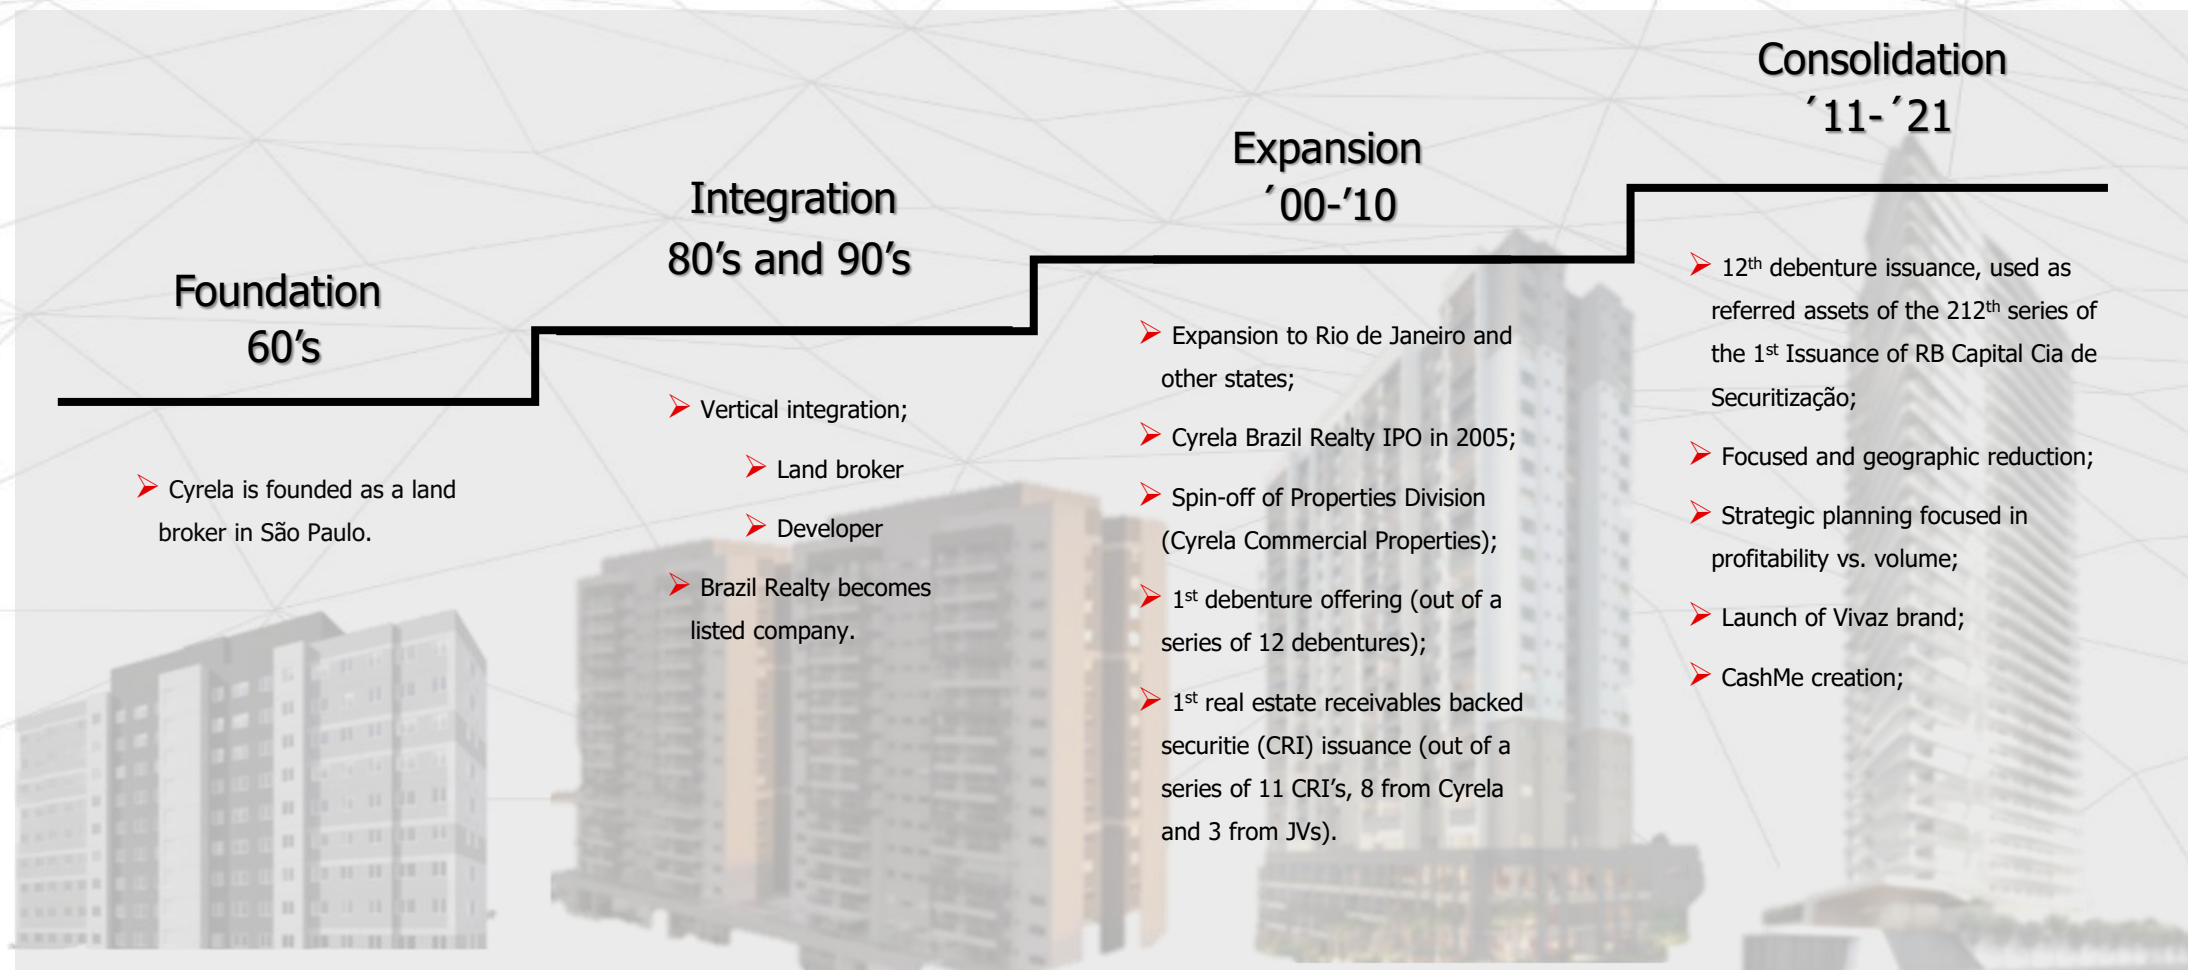 Foundation
60’s
➢ Cyrela is founded as a land
broker in São Paulo.
Integration
80’s and 90’s
➢ Vertical integration;
➢ Land broker
➢ Developer
➢ Brazil Realty becomes
listed company.
Expansion
´00-’10
➢ Expansion to Rio de Janeiro and
other states;
➢ Cyrela Brazil Realty IPO in 2005;
➢ Spin-off of Properties Division
(Cyrela Commercial Properties);
➢ 1st debenture offering (out of a
series of 12 debentures);
➢ 1st real estate receivables backed
securitie (CRI) issuance (out of a
series of 11 CRI’s, 8 from Cyrela
and 3 from JVs).
Consolidation
´11-´21
➢ 12th debenture issuance, used as
referred assets of the 212th series of
the 1st Issuance of RB Capital Cia de
Securitização;
➢ Focused and geographic reduction;
➢ Strategic planning focused in
profitability vs. volume;
➢ Launch of Vivaz brand;
➢ CashMe creation;